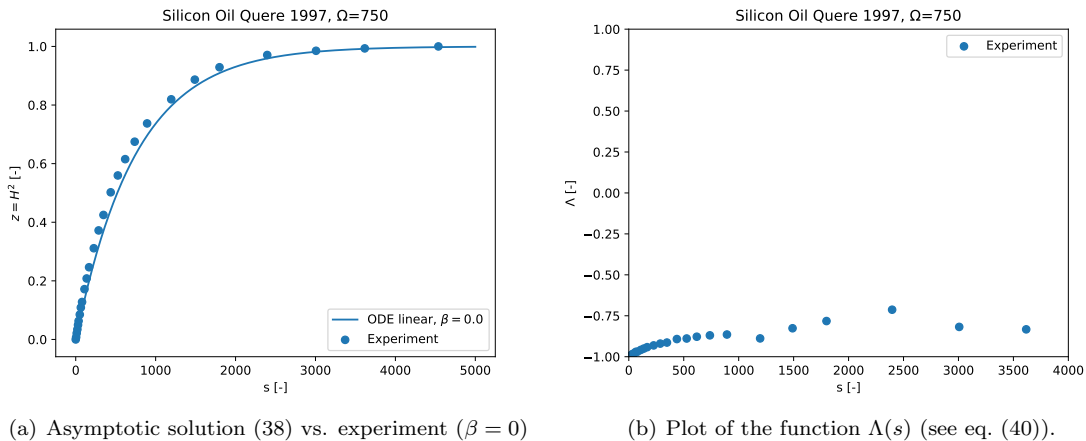 Silicon Oil Quere 1997, Ω=750
1.0
0.8
0.6
0.4
0.2
0.0
z = H² [-]
0
1000
2000
3000
4000
5000
s [-]
ODE linear, β = 0.0
Experiment
(a) Asymptotic solution (38) vs. experiment (β = 0)
Silicon Oil Quere 1997, Ω=750
1.00
0.75
0.50
0.25
0.00
−0.25
−0.50
−0.75
−1.00
Λ [-]
0
500
1000
1500
2000
2500
3000
3500
4000
s [-]
Experiment
(b) Plot of the function Λ(s) (see eq. (40)).